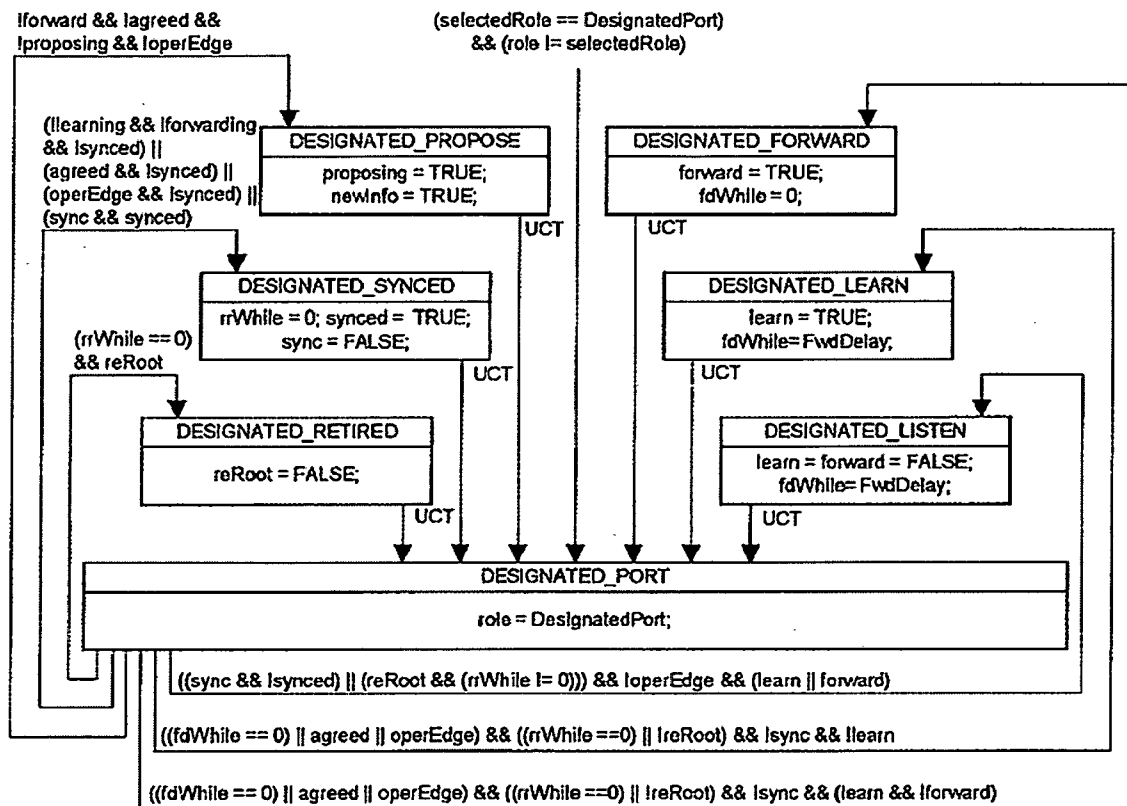 !forward && !agreed &&
!proposing && !operEdge
(selectedRole == DesignatedPort)
&& (role != selectedRole)
(!learning && !forwarding
&& !synced) ||
(agreed && !synced) ||
(operEdge && !synced) ||
(sync && synced)
DESIGNATED_PROPOSE
proposing = TRUE;
newInfo = TRUE;
UCT
DESIGNATED_FORWARD
forward = TRUE;
fdWhile = 0;
UCT
DESIGNATED_SYNCED
rrWhile = 0; synced = TRUE;
sync = FALSE;
UCT
DESIGNATED_LEARN
learn = TRUE;
fdWhile= FwdDelay;
UCT
(rrWhile == 0)
&& reRoot
DESIGNATED_RETIRED
reRoot = FALSE;
UCT
DESIGNATED_LISTEN
learn = forward = FALSE;
fdWhile= FwdDelay;
UCT
DESIGNATED_PORT
role = DesignatedPort;
((sync && !synced) || (reRoot && (rrWhile != 0))) && !operEdge && (learn || forward)
((fdWhile == 0) || agreed || operEdge) && ((rrWhile ==0) || !reRoot) && !sync && !learn
((fdWhile == 0) || agreed || operEdge) && ((rrWhile ==0) || !reRoot) && !sync && (learn && !forward)